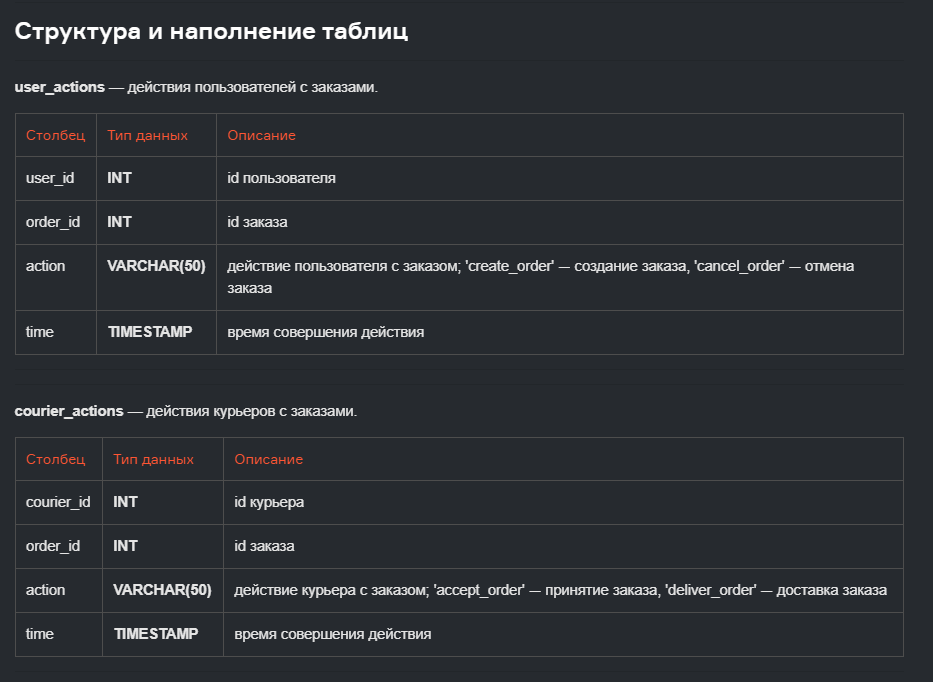 Структура и наполнение таблиц
user_actions — действия пользователей с заказами.
Столбец Тип данных Описание
user_id INT id пользователя
order_id INT id заказа
action VARCHAR(50) действие пользователя с заказом; 'create_order' — создание заказа, 'cancel_order' — отмена
заказа
time TIMESTAMP время совершения действия
courier_actions — действия курьеров с заказами.
Столбец Тип данных Описание
courier_id INT id курьера
order_id INT id заказа
action VARCHAR(50) действие курьера с заказом; 'accept_order' — принятие заказа, 'deliver_order' — доставка заказа
time TIMESTAMP время совершения действия